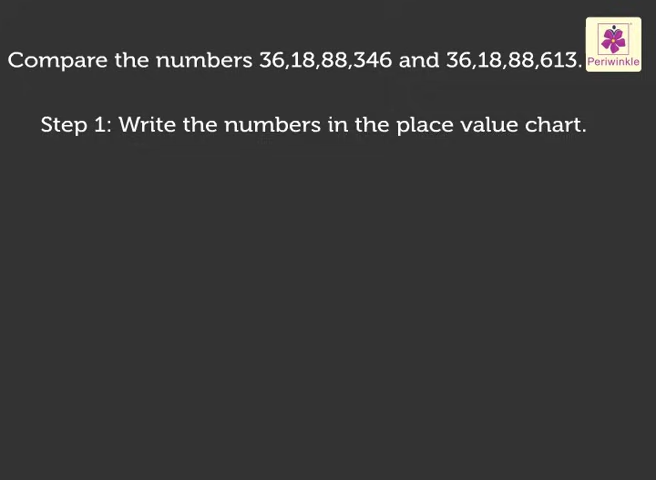 Compare the numbers 36,18,88,346 and 36,18,88,613.
Periwinkle
Step 1: Write the numbers in the place value chart.